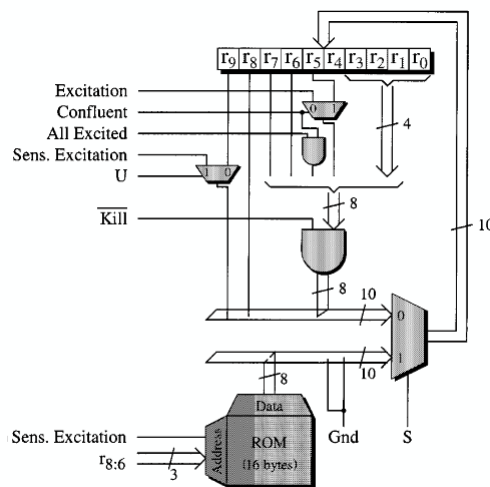 r9 r8 r7 r6 r5 r4 r3 r2 r1 r0
Excitation
0 1
Confluent
All Excited
4
Sens. Excitation
1 0
U
8
Kill
10
8
10
0
1
8
10
Data
Sens. Excitation
Address
ROM
(16 bytes)
Gnd
S
r8:6
3